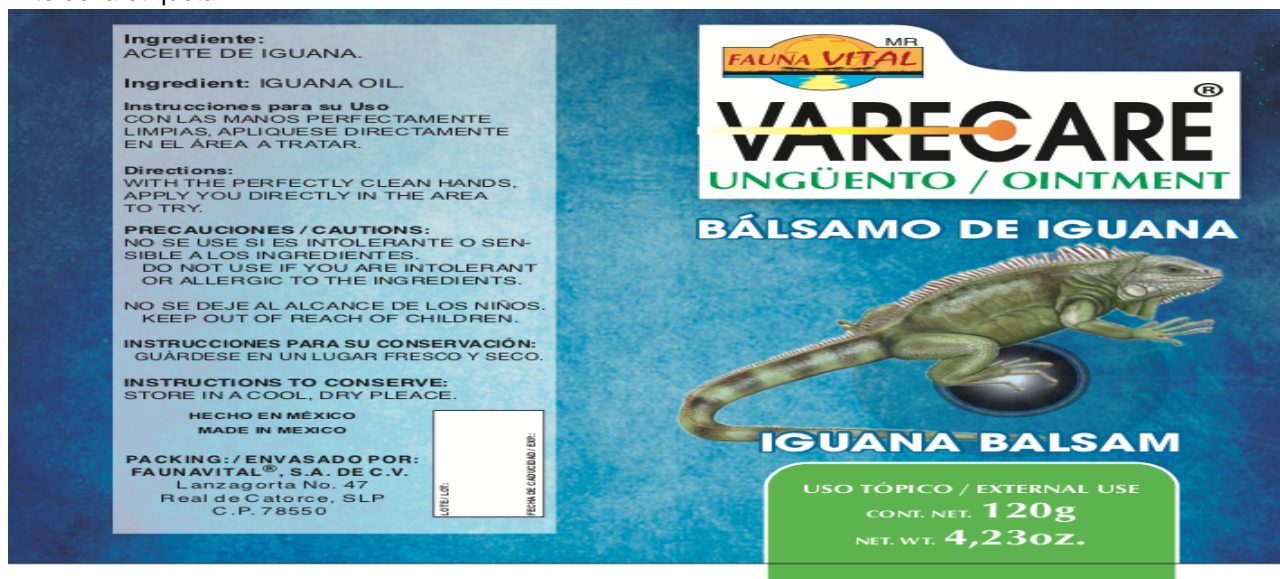 Ingrediente:
ACEITE DE IGUANA.
Ingredient: IGUANA OIL.
Instrucciones para su Uso
CON LAS MANOS PERFECTAMENTE
LIMPIAS, APLIQUESE DIRECTAMENTE
EN EL ÁREA A TRATAR.
Directions:
WITH THE PERFECTLY CLEAN HANDS,
APPLY YOU DIRECTLY IN THE AREA
TO TRY.
PRECAUCIONES / CAUTIONS:
NO SE USE SI ES INTOLERANTE O SEN-
SIBLE A LOS INGREDIENTES.
DO NOT USE IF YOU ARE INTOLERANT
OR ALLERGIC TO THE INGREDIENTS.
NO SE DEJE AL ALCANCE DE LOS NIÑOS.
KEEP OUT OF REACH OF CHILDREN.
INSTRUCCIONES PARA SU CONSERVACIÓN:
GUÁRDESE EN UN LUGAR FRESCO Y SECO.
INSTRUCTIONS TO CONSERVE:
STORE IN A COOL, DRY PLEACE.
HECHO EN MÉXICO
MADE IN MEXICO
PACKING: / ENVASADO POR:
FAUNAVITAL®, S.A. DE C.V.
Lanzagorta No. 47
Real de Catorce, SLP
C.P. 78550
LOTE / LOT:
FECHA DE CADUCIDAD / EXP.:
MR
FAUNA VITAL
VARECARE®
UNGÜENTO / OINTMENT
BÁLSAMO DE IGUANA
IGUANA BALSAM
USO TÓPICO / EXTERNAL USE
CONT. NET. 120g
NET. WT. 4,23oz.